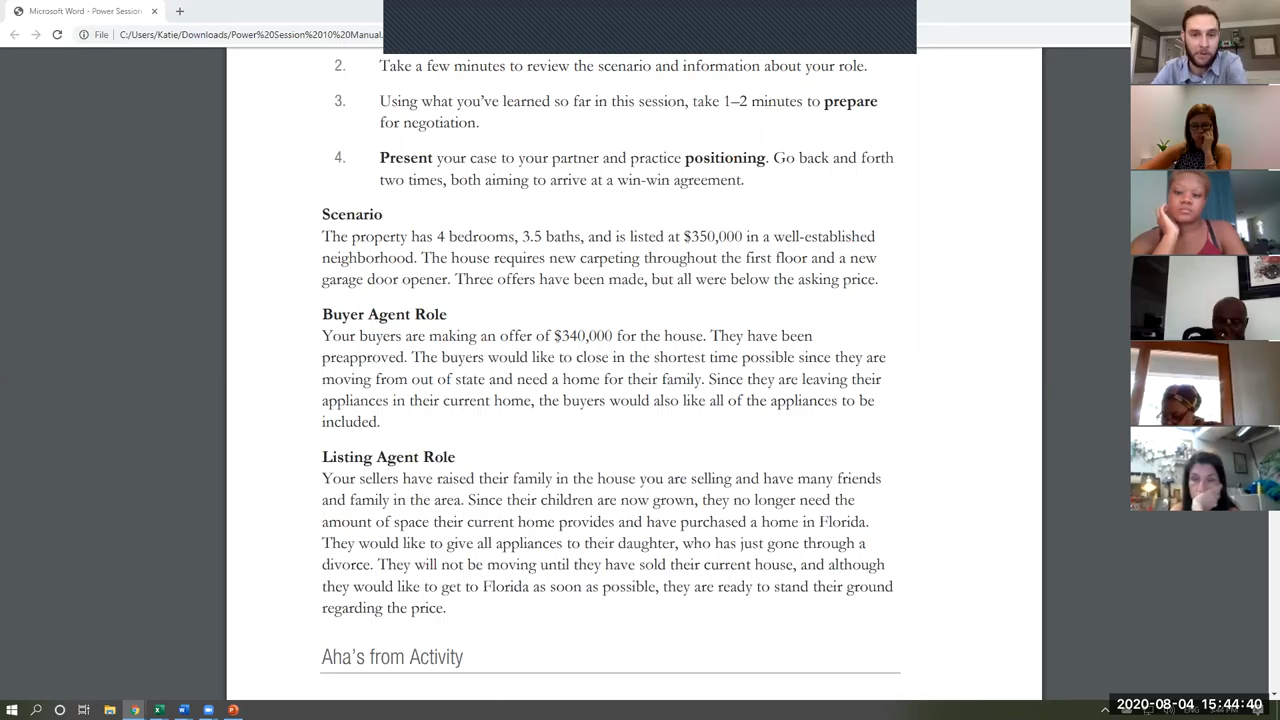 Microsoft Word - Power Session
File
C:/Users/Katie/Downloads/Power%20Session%2010%20Manual.
2. Take a few minutes to review the scenario and information about your role.
3. Using what you've learned so far in this session, take 1–2 minutes to prepare
for negotiation.
4. Present your case to your partner and practice positioning. Go back and forth
two times, both aiming to arrive at a win-win agreement.
Scenario
The property has 4 bedrooms, 3.5 baths, and is listed at $350,000 in a well-established
neighborhood. The house requires new carpeting throughout the first floor and a new
garage door opener. Three offers have been made, but all were below the asking price.
Buyer Agent Role
Your buyers are making an offer of $340,000 for the house. They have been
preapproved. The buyers would like to close in the shortest time possible since they are
moving from out of state and need a home for their family. Since they are leaving their
appliances in their current home, the buyers would also like all of the appliances to be
included.
Listing Agent Role
Your sellers have raised their family in the house you are selling and have many friends
and family in the area. Since their children are now grown, they no longer need the
amount of space their current home provides and have purchased a home in Florida.
They would like to give all appliances to their daughter, who has just gone through a
divorce. They will not be moving until they have sold their current house, and although
they would like to get to Florida as soon as possible, they are ready to stand their ground
regarding the price.
Aha's from Activity
2020-08-04 15:44:40